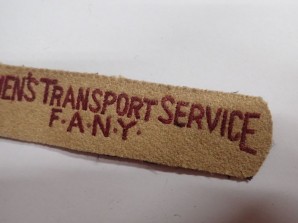 MEN'S TRANSPORT SERVICE
F·A·N·Y·